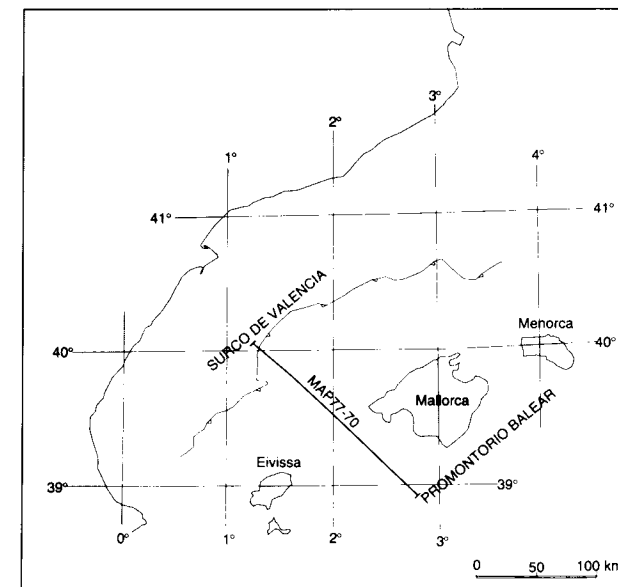 3°
2°
1°
4°
41°
41°
SURCO DE VALENCIA
Menorca
40°
40°
MAP77-70
Mallorca
PROMONTORIO BALEAR
Eivissa
39°
39°
0°
1°
2°
3°
0 50 100 km